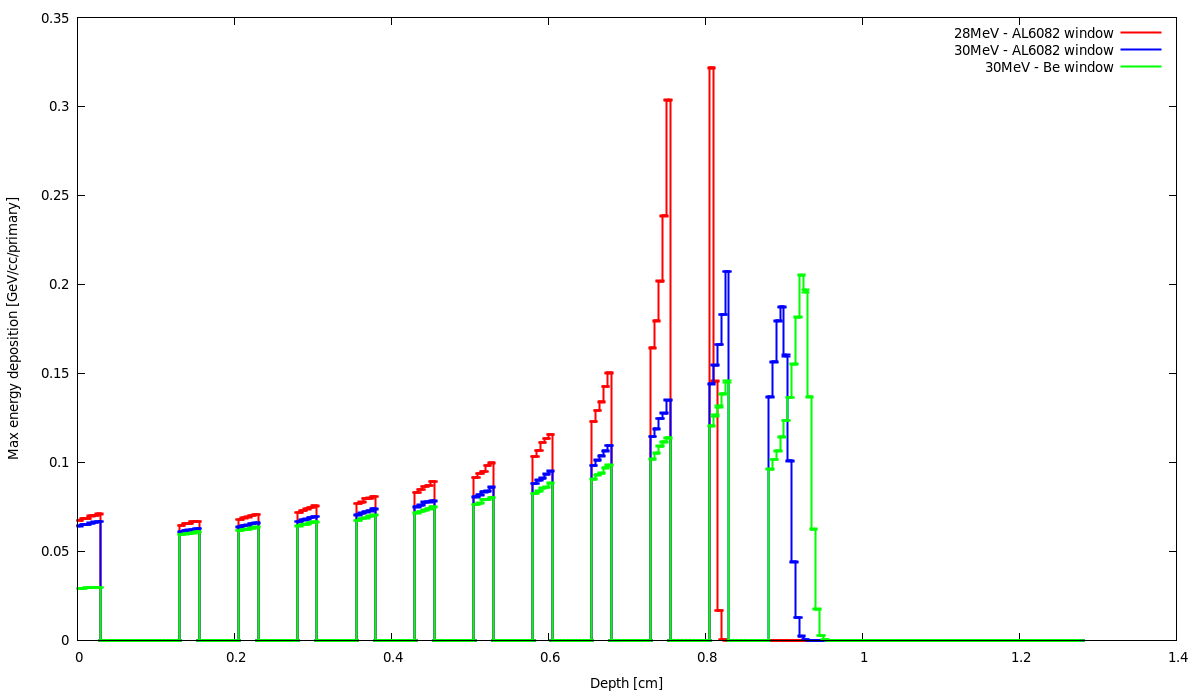 28MeV - AL6082 window
30MeV - AL6082 window
30MeV - Be window
Max energy deposition [GeV/cc/primary]
0.35
0.3
0.25
0.2
0.15
0.1
0.05
0
0 0.2 0.4 0.6 0.8 1 1.2 1.4
Depth [cm]